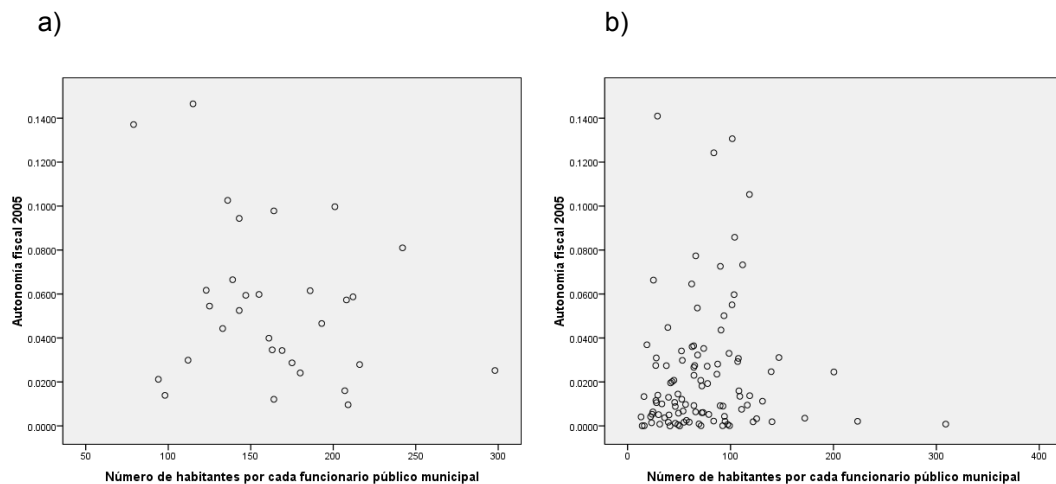 a)
b)
Autonomía fiscal 2005
0.1400
0.1200
0.1000
0.0800
0.0600
0.0400
0.0200
0.0000
50 100 150 200 250 300
Número de habitantes por cada funcionario público municipal
Autonomía fiscal 2005
0.1400
0.1200
0.1000
0.0800
0.0600
0.0400
0.0200
0.0000
0 100 200 300 400
Número de habitantes por cada funcionario público municipal